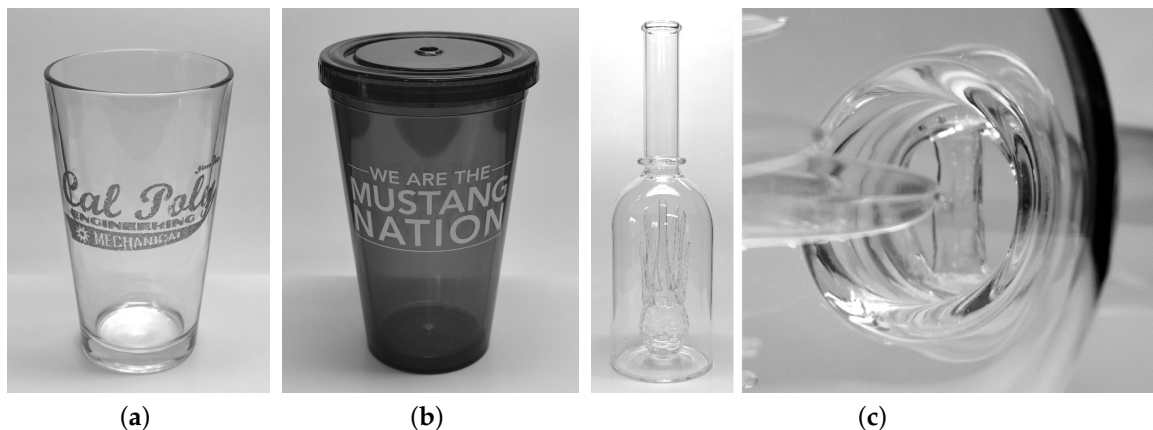 Cal Poly
ENGINEERING
MECHANICAL
WE ARE THE
MUSTANG
NATION
(a)
(b)
(c)